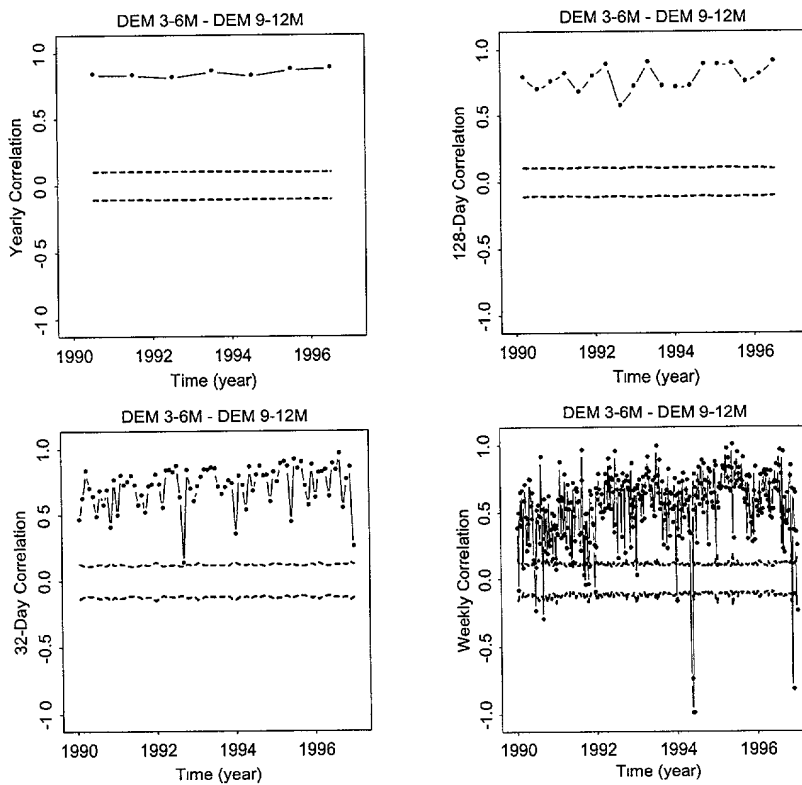 DEM 3-6M - DEM 9-12M
Yearly Correlation
1.0
0.5
0.0
-0.5
-1.0
1990 1992 1994 1996
Time (year)
DEM 3-6M - DEM 9-12M
128-Day Correlation
1.0
0.5
0.0
-0.5
-1.0
1990 1992 1994 1996
Time (year)
DEM 3-6M - DEM 9-12M
32-Day Correlation
1.0
0.5
0.0
-0.5
-1.0
1990 1992 1994 1996
Time (year)
DEM 3-6M - DEM 9-12M
Weekly Correlation
1.0
0.5
0.0
-0.5
-1.0
1990 1992 1994 1996
Time (year)